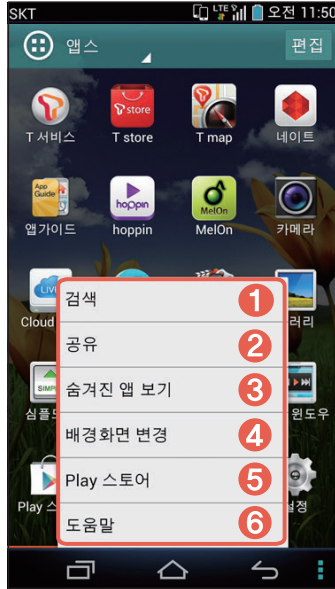 SKT LTE 오전 11:50
앱스 편집
T store
T 서비스 T store T map 네이트
App Guide hoppin MelOn
앱가이드 hoppin MelOn 카메라
LIVE
검색 1
Cloud 러리
공유 2
SIMP
숨겨진 앱 보기 3
심플 윈도우
배경화면 변경 4
Play 스토어 5
Play 설정
도움말 6